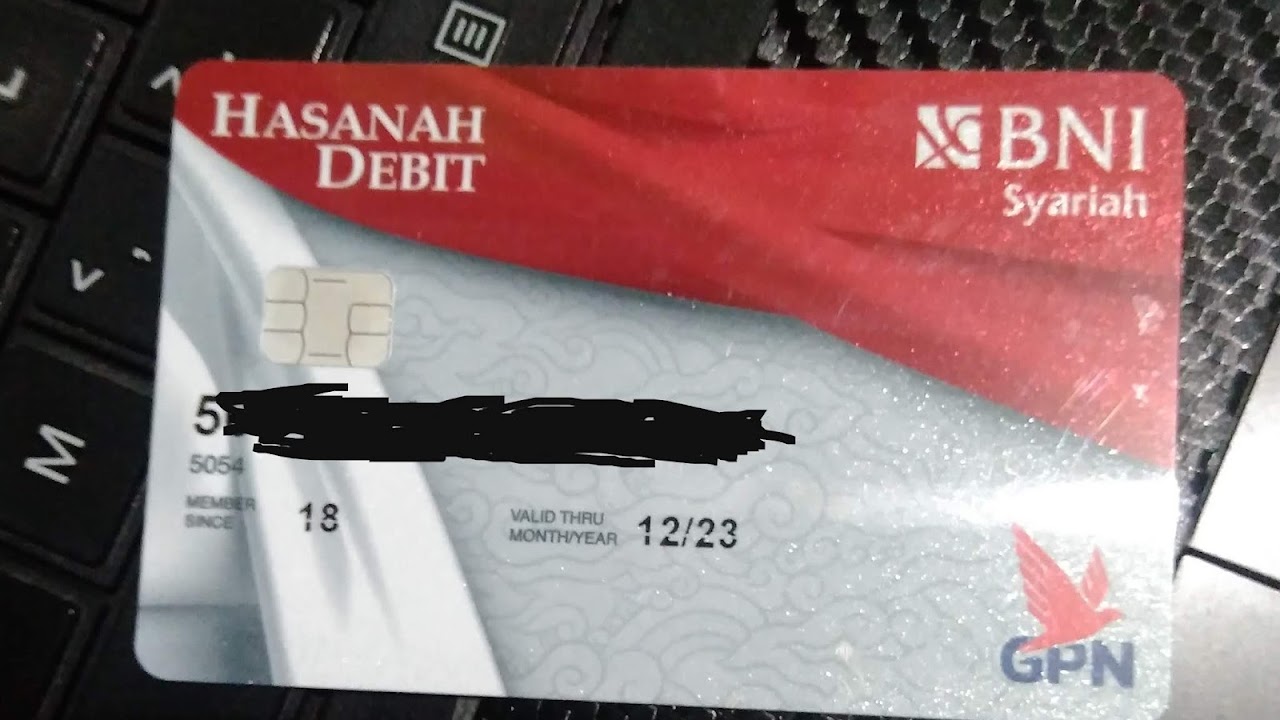 HASANAH
DEBIT
BNI
Syariah
5054
MEMBER
SINCE
18
VALID THRU
MONTH/YEAR
12/23
GPN
M